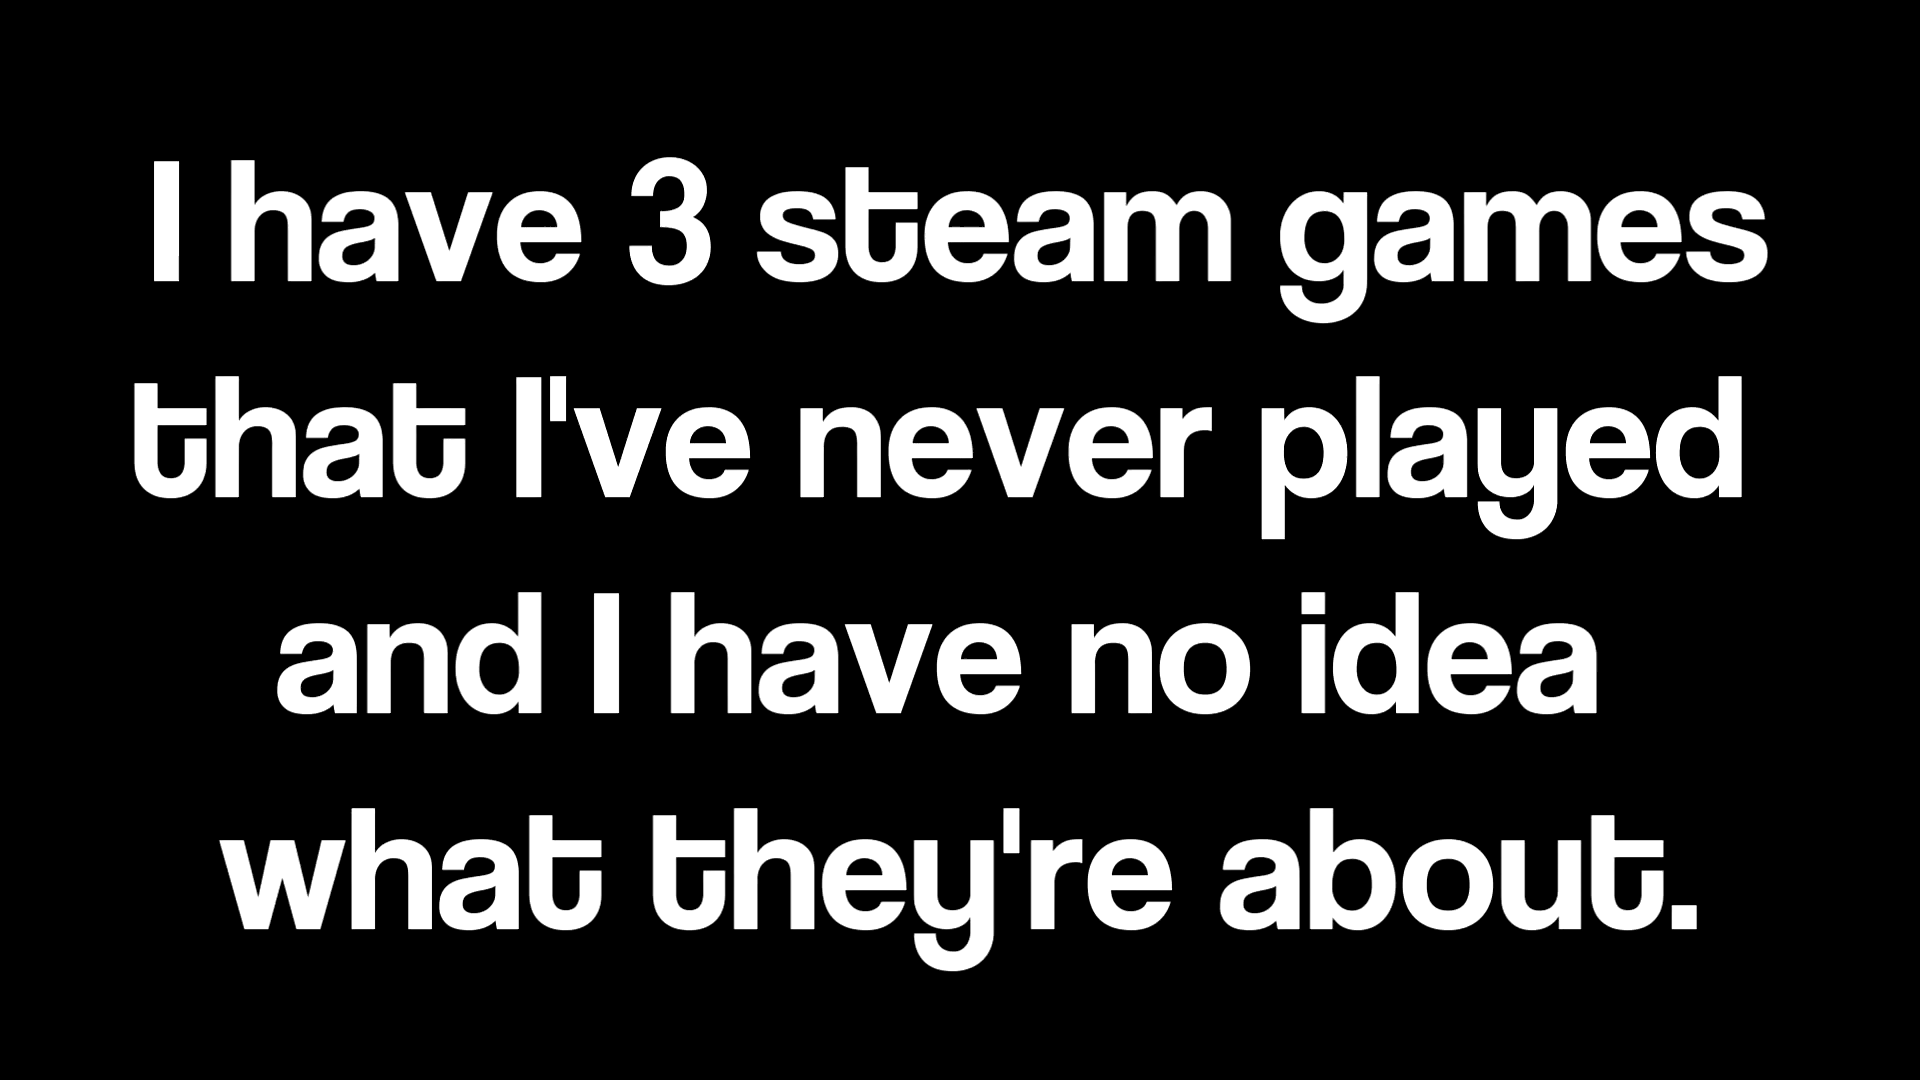 I have 3 steam games
that I've never played
and I have no idea
what they're about.